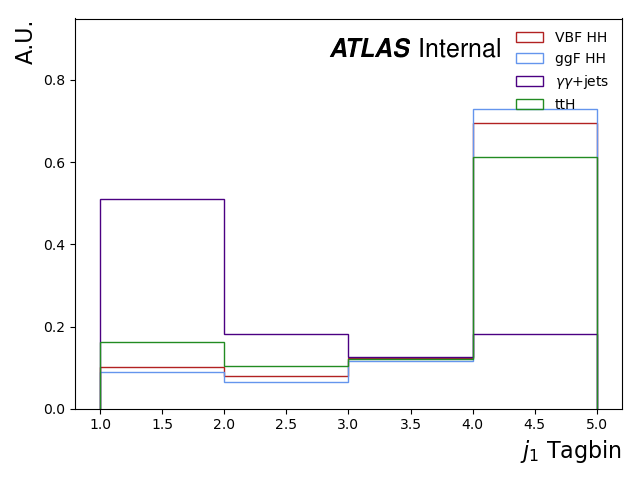 A.U.
ATLAS Internal
VBF HH
ggF HH
γγ+jets
ttH
0.8
0.6
0.4
0.2
0.0
1.0 1.5 2.0 2.5 3.0 3.5 4.0 4.5 5.0
j₁ Tagbin